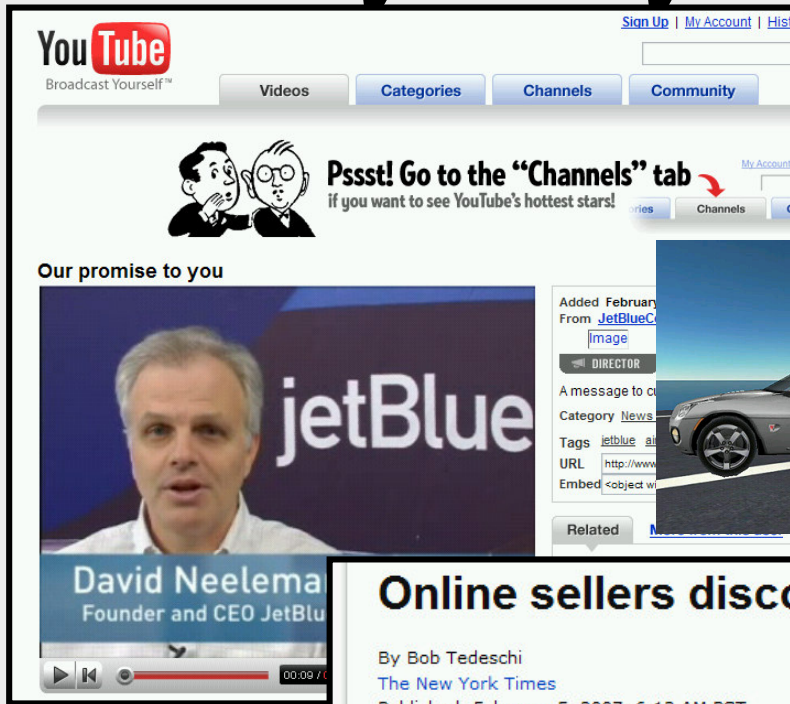 Sign Up | My Account |
You Tube
Broadcast Yourself™
Videos Categories Channels Community
Pssst! Go to the “Channels” tab
if you want to see YouTube's hottest stars!
My Account
ries Channels
Our promise to you
jetBlue
David Neelema
Founder and CEO JetBlu
00:09 /
Added February
From JetBlueCo
Image
DIRECTOR
A message to cu
Category News
Tags jetblue air
URL http://www
Embed <object wi
Related
Online sellers disco
By Bob Tedeschi
The New York Times